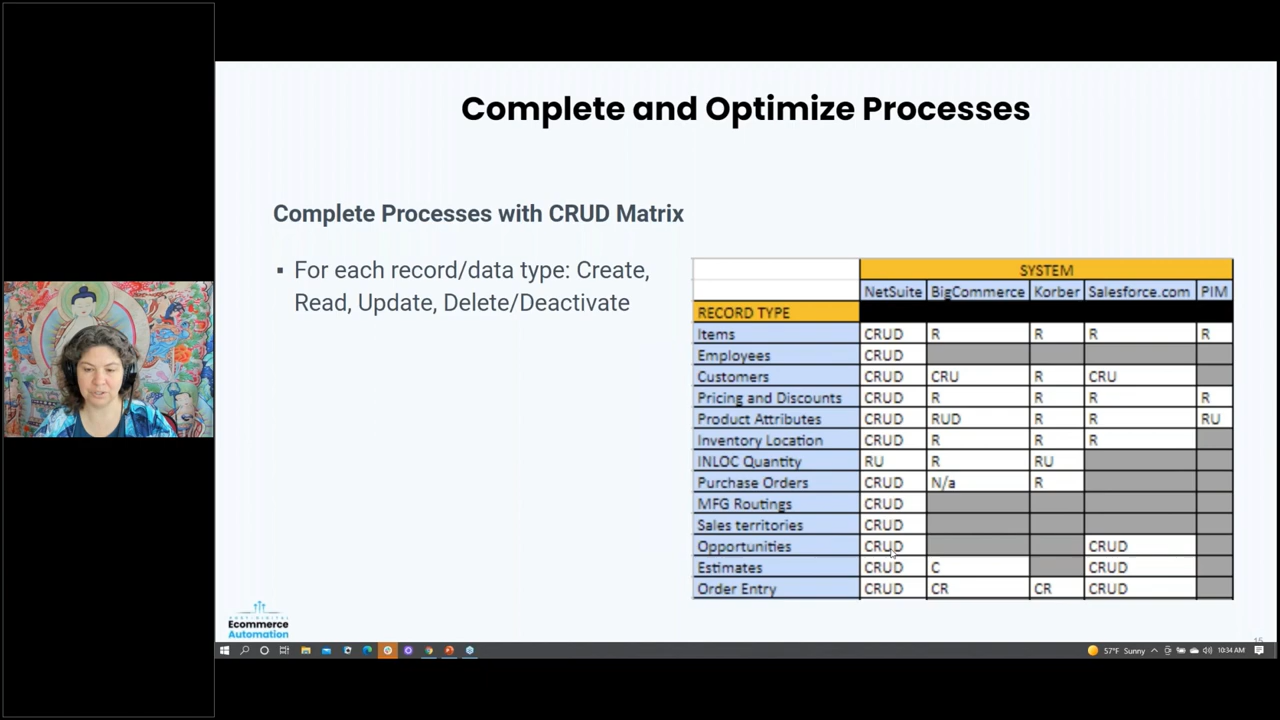 Complete and Optimize Processes
Complete Processes with CRUD Matrix
▪ For each record/data type: Create,
Read, Update, Delete/Deactivate
SYSTEM
NetSuite BigCommerce Korber Salesforce.com PIM
RECORD TYPE
Items CRUD R R R R
Employees CRUD
Customers CRUD CRU R CRU
Pricing and Discounts CRUD R R R R
Product Attributes CRUD RUD R R RU
Inventory Location CRUD R R R
INLOC Quantity RU R RU
Purchase Orders CRUD N/a R
MFG Routings CRUD
Sales territories CRUD
Opportunities CRUD CRUD
Estimates CRUD C CRUD
Order Entry CRUD CR CR CRUD
Ecommerce
Automation
57°F Sunny 10:34 AM